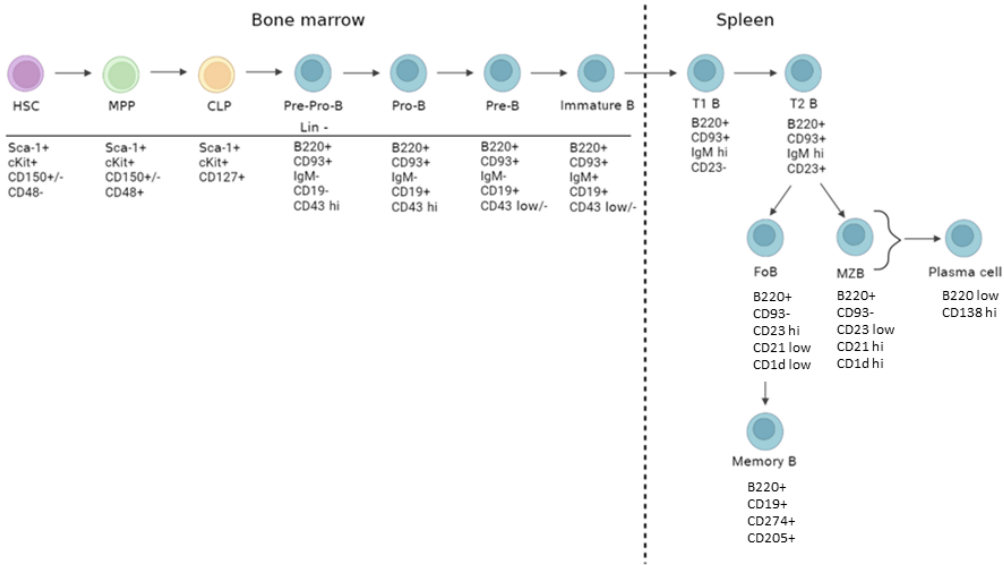 Bone marrow
Spleen
HSC
MPP
CLP
Pre-Pro-B
Pro-B
Pre-B
Immature B
T1 B
T2 B
Lin -
Sca-1+
cKit+
CD150+/-
CD48-
Sca-1+
cKit+
CD150+/-
CD48+
Sca-1+
cKit+
CD127+
B220+
CD93+
IgM-
CD19-
CD43 hi
B220+
CD93+
IgM-
CD19+
CD43 hi
B220+
CD93+
IgM-
CD19+
CD43 low/-
B220+
CD93+
IgM+
CD19+
CD43 low/-
B220+
CD93+
IgM hi
CD23-
B220+
CD93+
IgM hi
CD23+
FoB
B220+
CD93-
CD23 hi
CD21 low
CD1d low
MZB
B220+
CD93-
CD23 low
CD21 hi
CD1d hi
Plasma cell
B220 low
CD138 hi
Memory B
B220+
CD19+
CD274+
CD205+